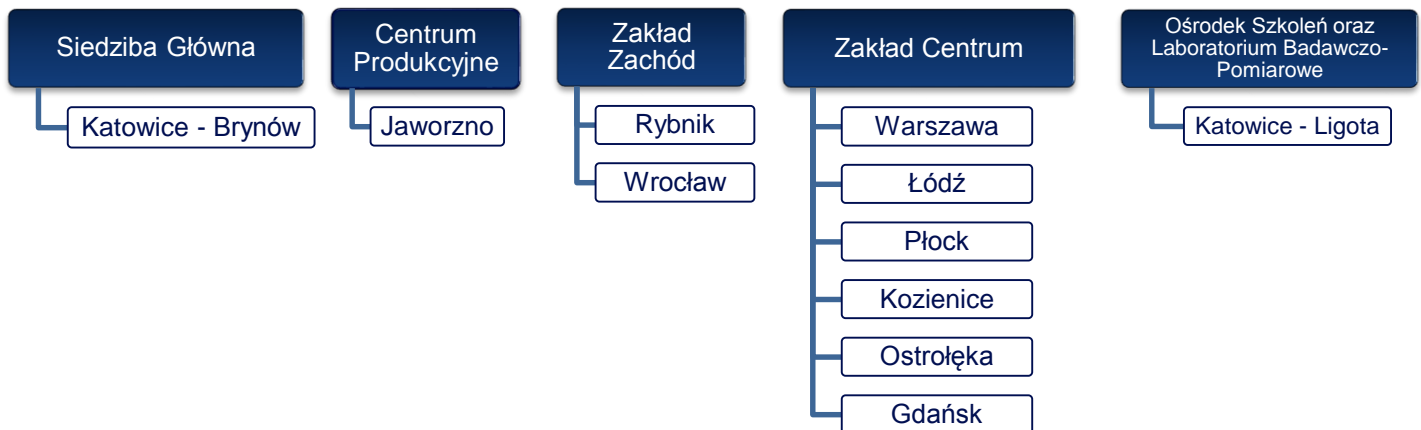 Siedziba Główna
Katowice - Brynów
Centrum
Produkcyjne
Jaworzno
Zakład
Zachód
Rybnik
Wrocław
Zakład Centrum
Warszawa
Łódź
Płock
Kozienice
Ostrołęka
Gdańsk
Ośrodek Szkoleń oraz
Laboratorium Badawczo-
Pomiarowe
Katowice - Ligota